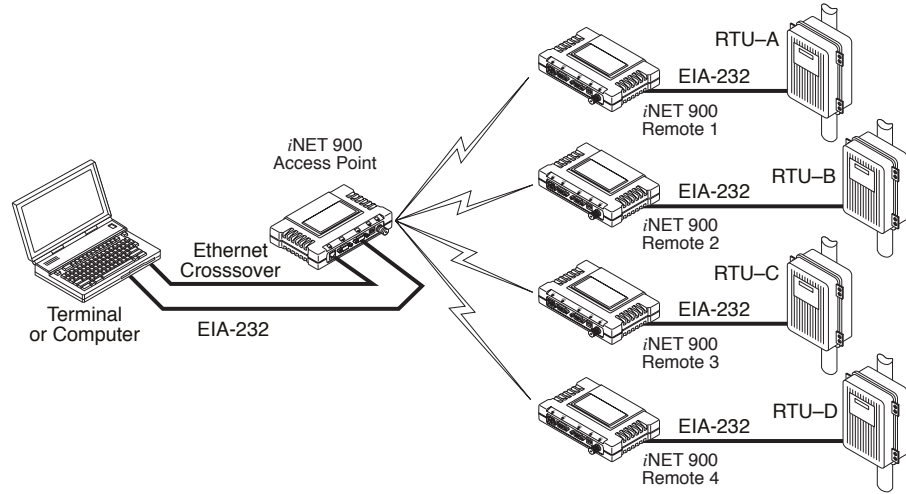 RTU–A
EIA-232
iNET 900
Remote 1
iNET 900
Access Point
RTU–B
EIA-232
iNET 900
Remote 2
Ethernet
Crosssover
RTU–C
EIA-232
iNET 900
Remote 3
Terminal
or Computer
EIA-232
RTU–D
EIA-232
iNET 900
Remote 4